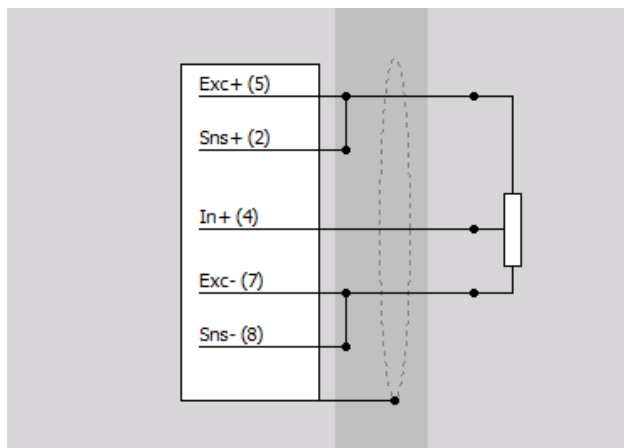 Exc+ (5)
Sns+ (2)
In+ (4)
Exc- (7)
Sns- (8)